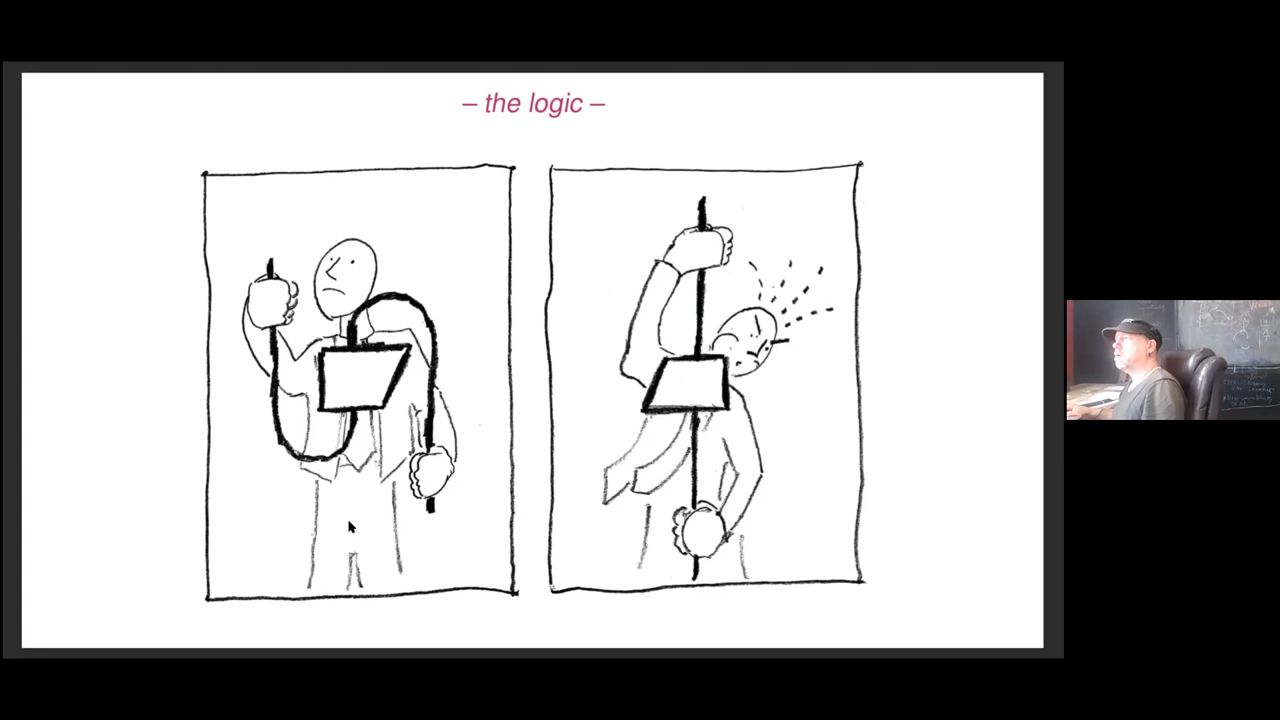 – the logic –